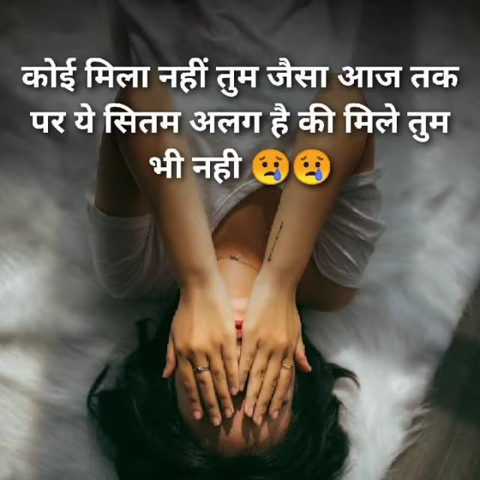 कोई मिला नहीं तुम जैसा आज तक
पर ये सितम अलग है की मिले तुम
भी नही 😢😢